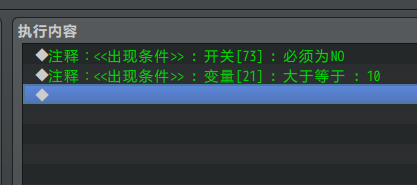 执行内容
◆注释：<<出现条件>> : 开关[73] : 必须为NO
◆注释：<<出现条件>> : 变量[21] : 大于等于 : 10
◆